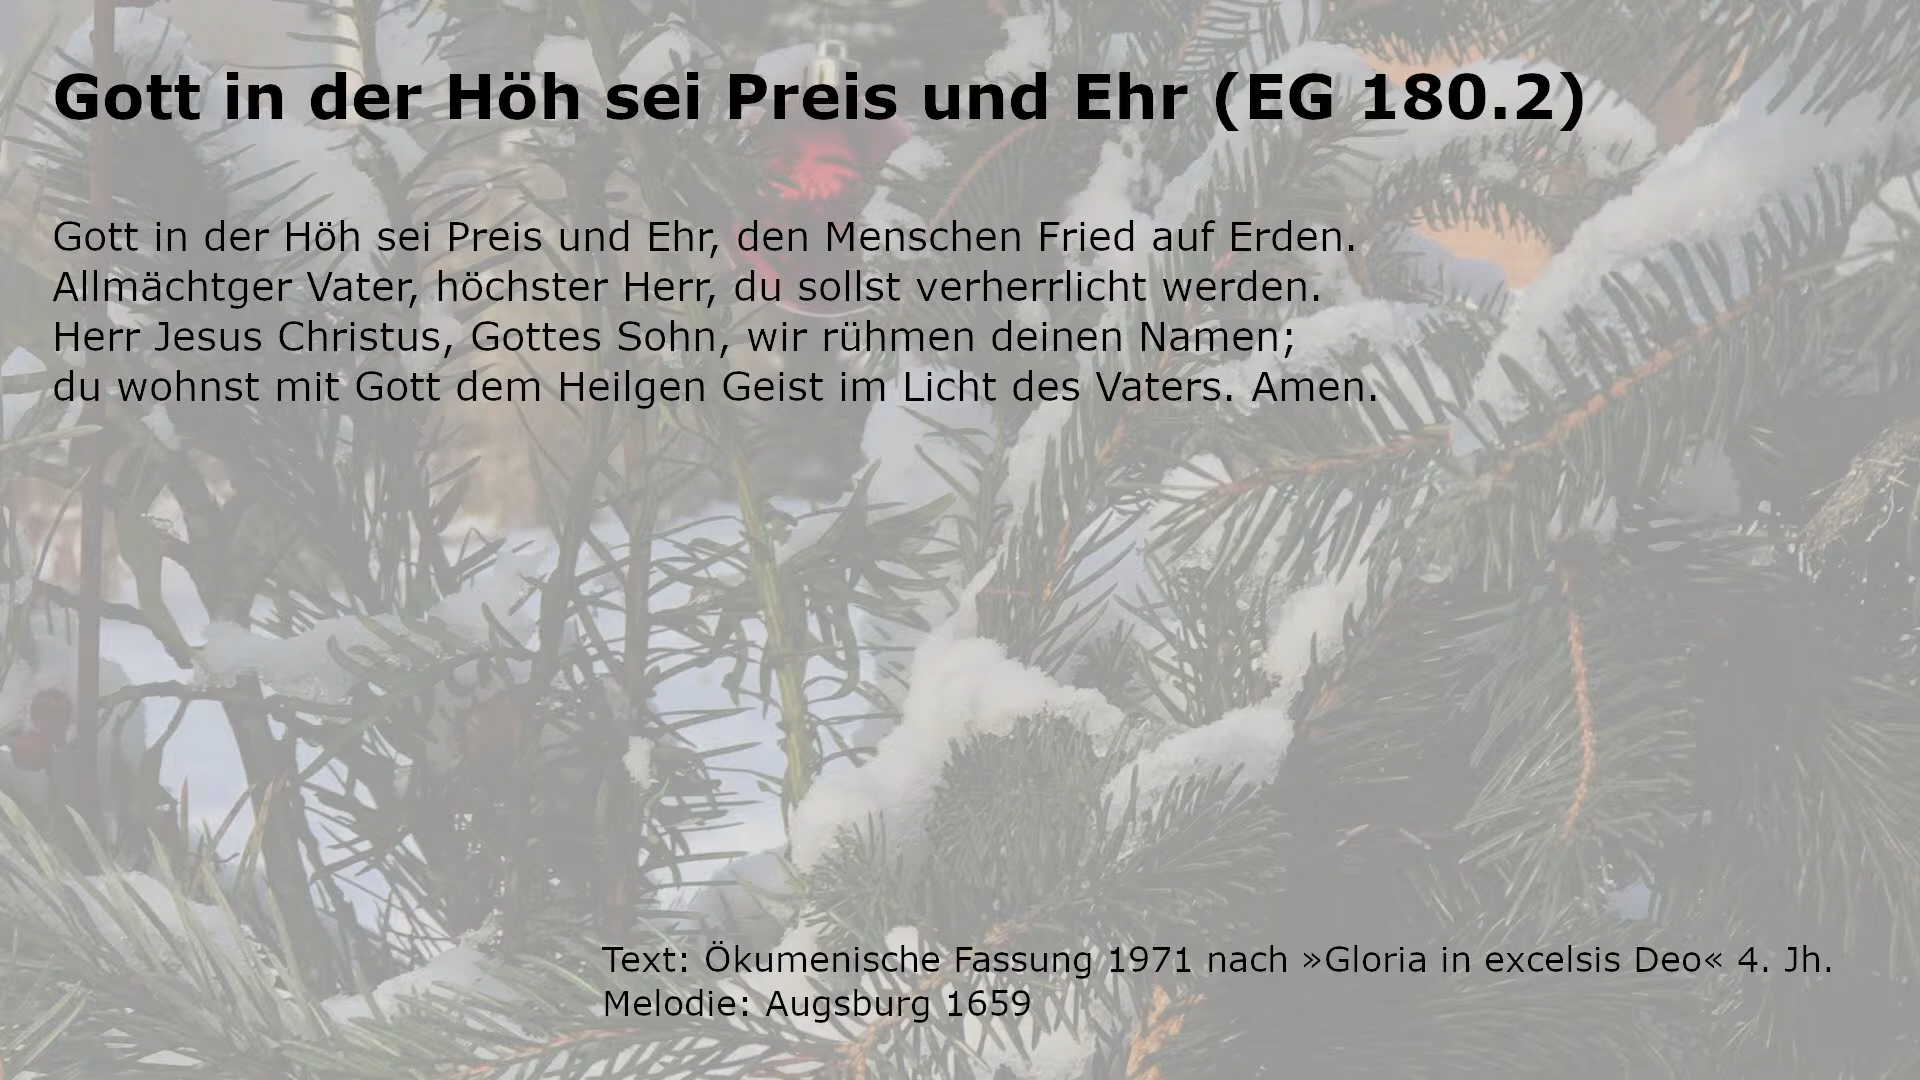 Gott in der Höh sei Preis und Ehr (EG 180.2)
Gott in der Höh sei Preis und Ehr, den Menschen Fried auf Erden.
Allmächtger Vater, höchster Herr, du sollst verherrlicht werden.
Herr Jesus Christus, Gottes Sohn, wir rühmen deinen Namen;
du wohnst mit Gott dem Heilgen Geist im Licht des Vaters. Amen.
Text: Ökumenische Fassung 1971 nach »Gloria in excelsis Deo« 4. Jh.
Melodie: Augsburg 1659